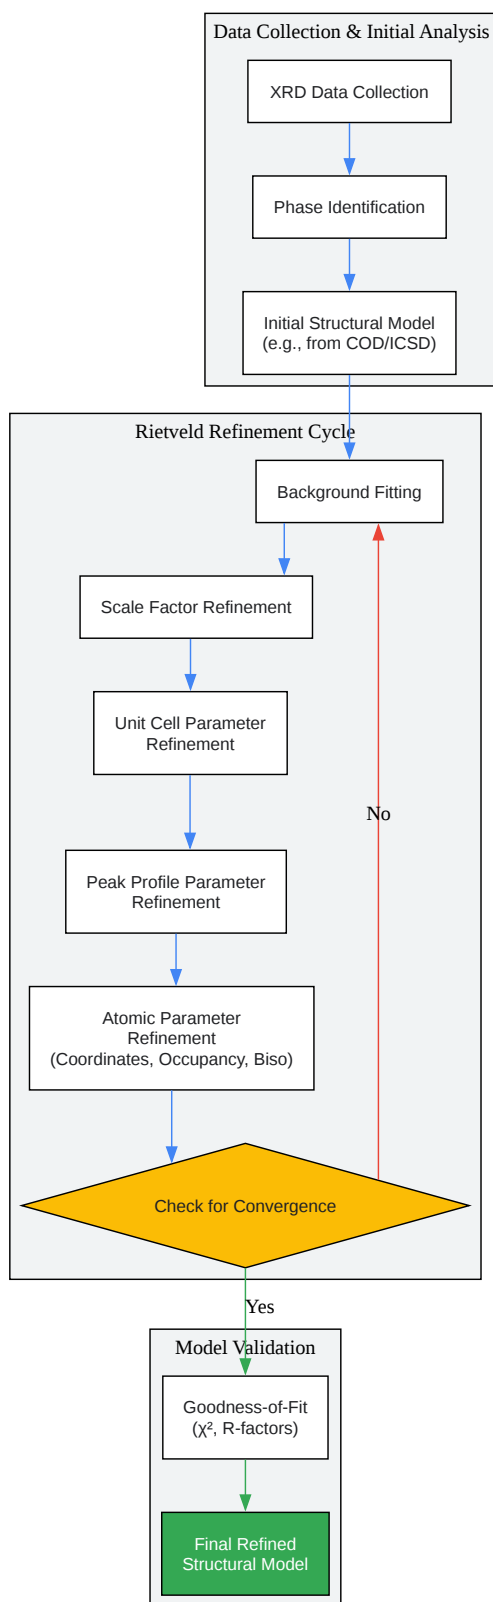 Data Collection & Initial Analysis
XRD Data Collection
Phase Identification
Initial Structural Model
(e.g., from COD/ICSD)
Rietveld Refinement Cycle
Background Fitting
Scale Factor Refinement
Unit Cell Parameter
Refinement
No
Peak Profile Parameter
Refinement
Atomic Parameter
Refinement
(Coordinates, Occupancy, Biso)
Check for Convergence
Yes
Model Validation
Goodness-of-Fit
(χ², R-factors)
Final Refined
Structural Model